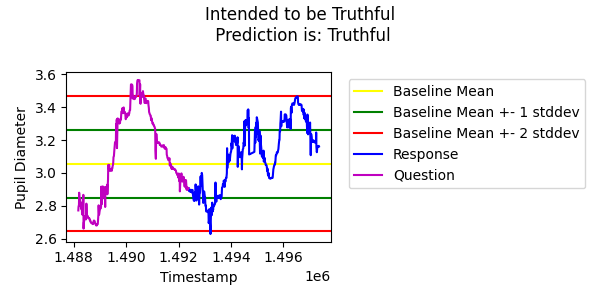 Intended to be Truthful
Prediction is: Truthful
3.6
3.4
3.2
3.0
2.8
2.6
Pupil Diameter
1.488 1.490 1.492 1.494 1.496
1e6
Timestamp
Baseline Mean
Baseline Mean +- 1 stddev
Baseline Mean +- 2 stddev
Response
Question